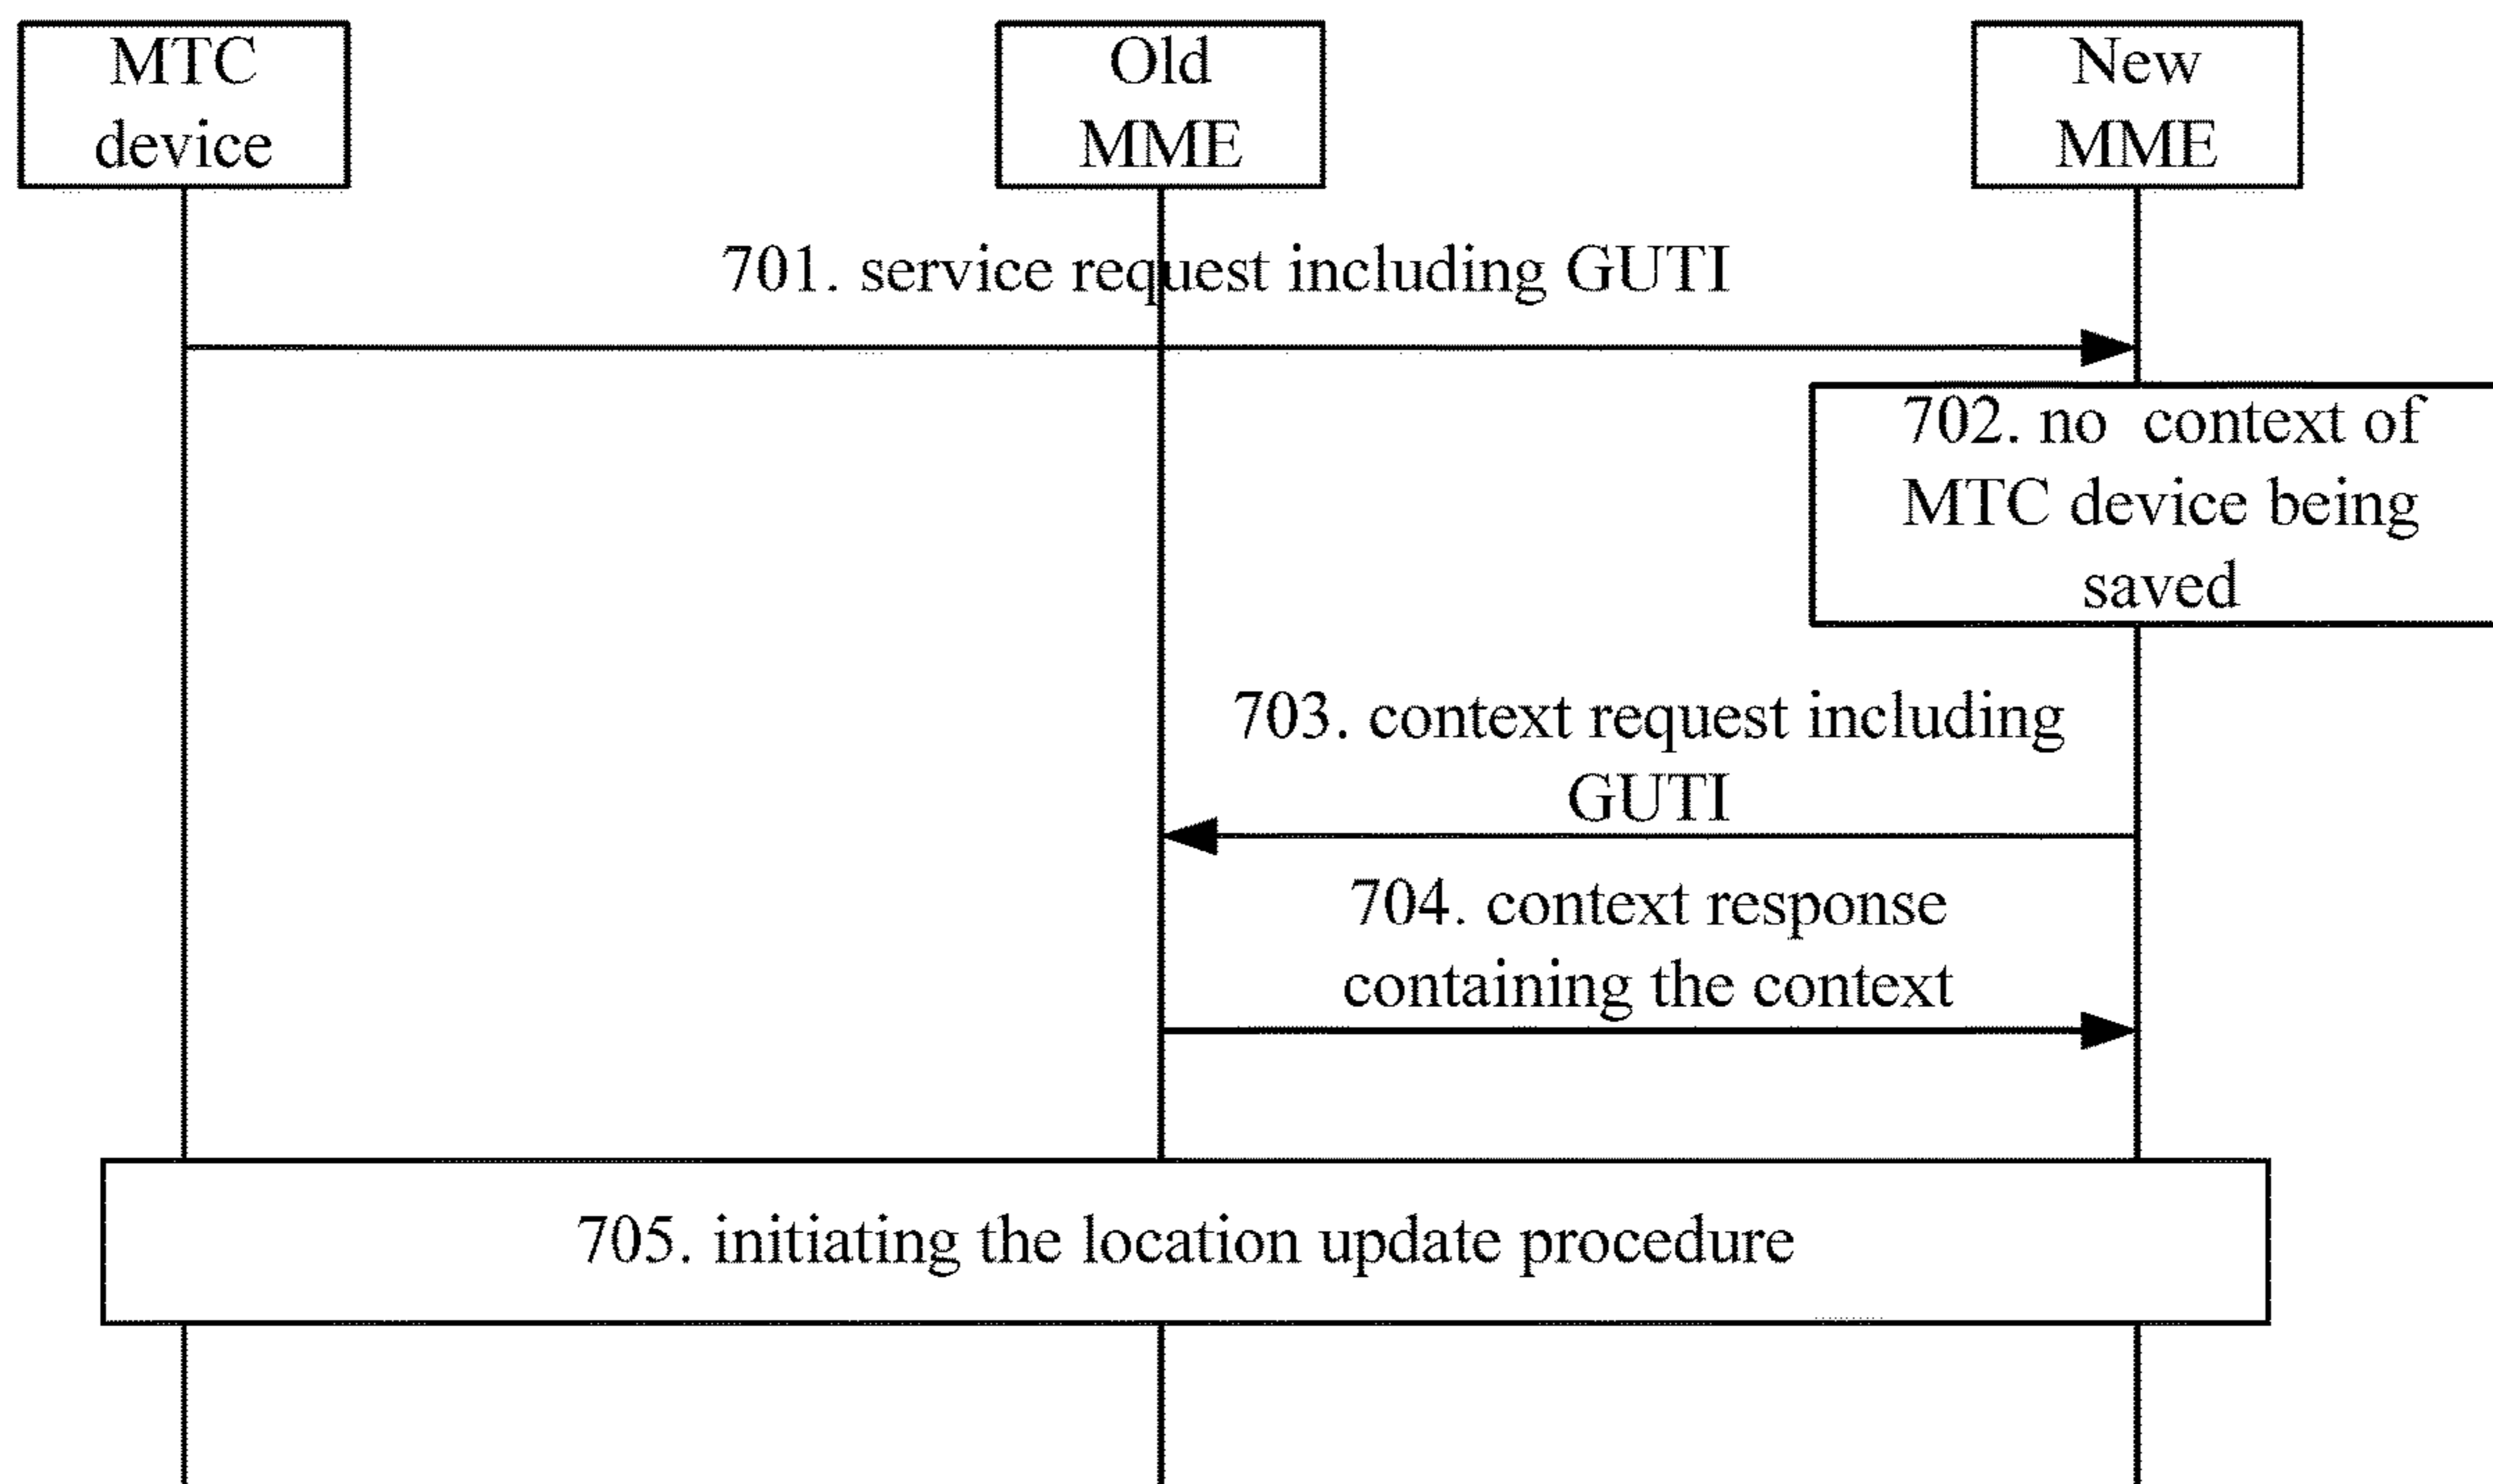 MTC
device
Old
MME
New
MME
701. service request including GUTI
702. no context of
MTC device being
saved
703. context request including
GUTI
704. context response
containing the context
705. initiating the location update procedure